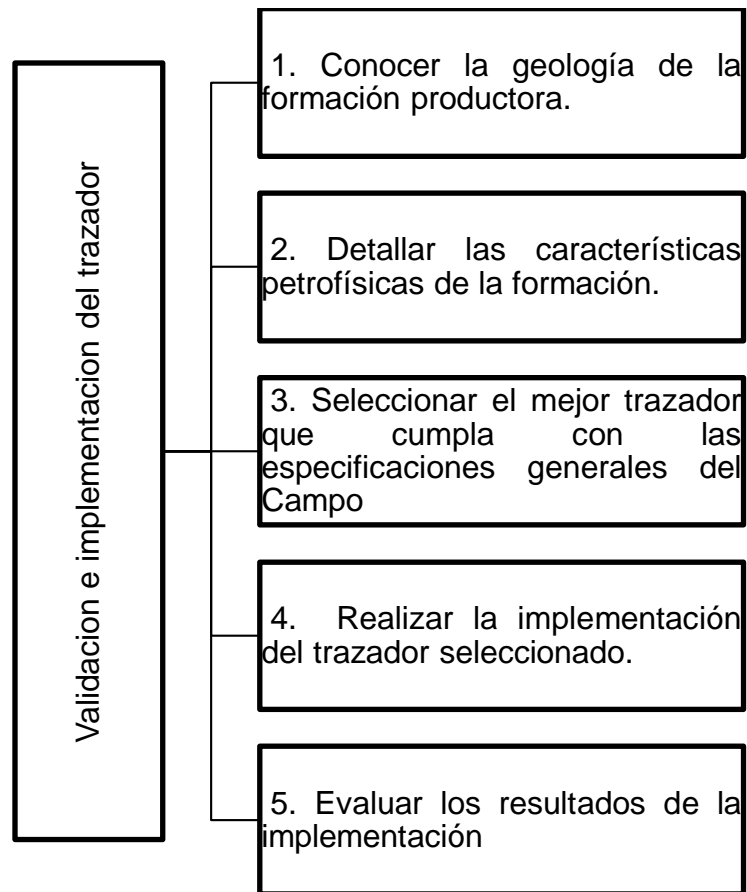 Validacion e implementacion del trazador
1. Conocer la geología de la
formación productora.
2. Detallar las características
petrofísicas de la formación.
3. Seleccionar el mejor trazador
que cumpla con las
especificaciones generales del
Campo
4. Realizar la implementación
del trazador seleccionado.
5. Evaluar los resultados de la
implementación